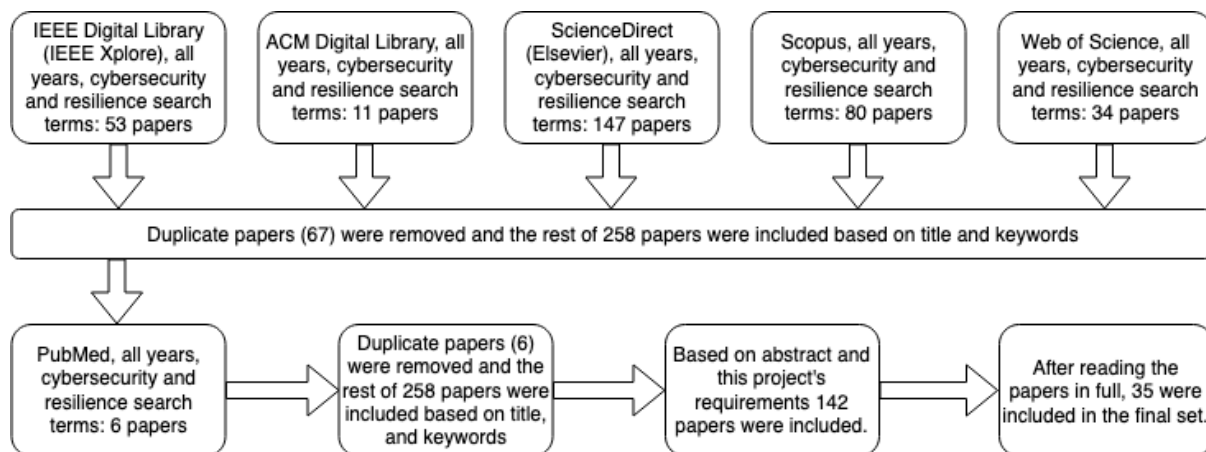 IEEE Digital Library
(IEEE Xplore), all
years, cybersecurity
and resilience search
terms: 53 papers
ACM Digital Library, all
years, cybersecurity
and resilience search
terms: 11 papers
ScienceDirect
(Elsevier), all years,
cybersecurity and
resilience search
terms: 147 papers
Scopus, all years,
cybersecurity and
resilience search
terms: 80 papers
Web of Science, all
years, cybersecurity
and resilience search
terms: 34 papers
Duplicate papers (67) were removed and the rest of 258 papers were included based on title and keywords
PubMed, all years,
cybersecurity and
resilience search
terms: 6 papers
Duplicate papers (6)
were removed and the
rest of 258 papers were
included based on title,
and keywords
Based on abstract and
this project's
requirements 142
papers were included.
After reading the
papers in full, 35 were
included in the final set.